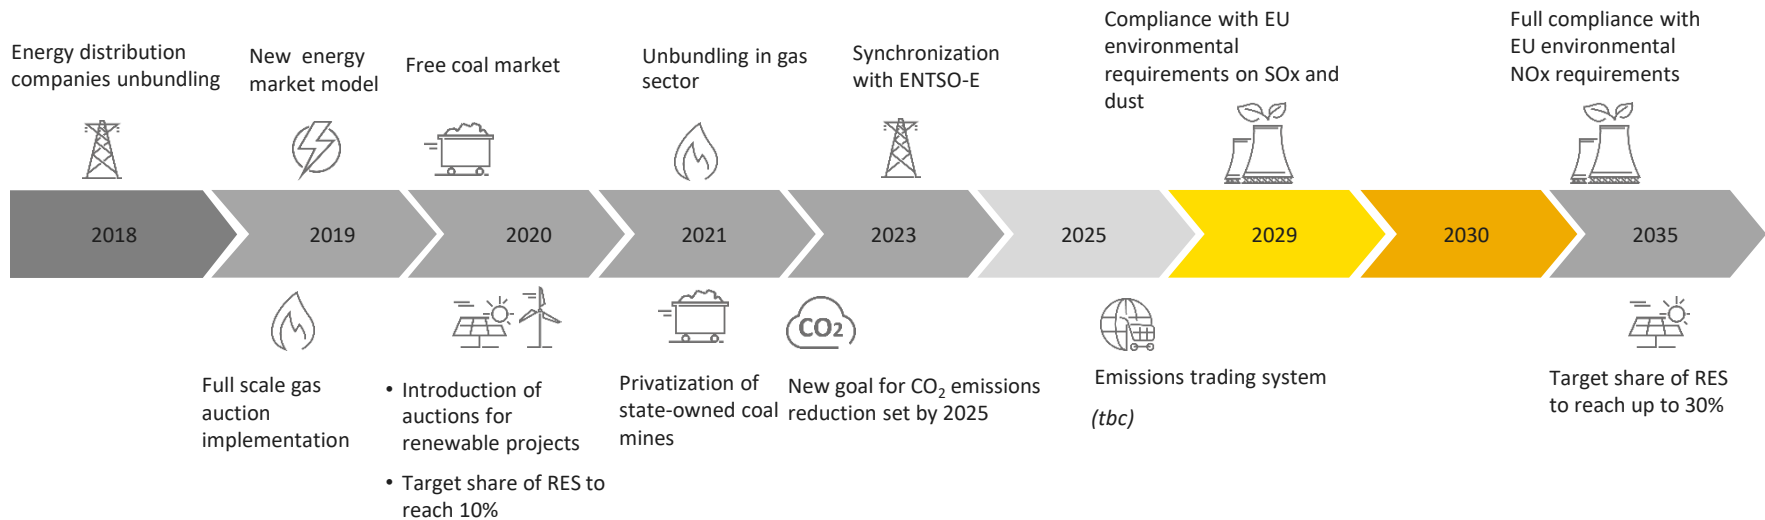 Energy distribution
companies unbundling
New energy
market model
Free coal market
Unbundling in gas
sector
Synchronization
with ENTSO-E
Compliance with EU
environmental
requirements on SOx and
dust
Full compliance with
EU environmental
NOx requirements
2018
2019
2020
2021
2023
2025
2029
2030
2035
CO2
Full scale gas
auction
implementation
• Introduction of
auctions for
renewable projects
• Target share of RES to
reach 10%
Privatization of
state-owned coal
mines
New goal for CO₂ emissions
reduction set by 2025
Emissions trading system
(tbc)
Target share of RES
to reach up to 30%